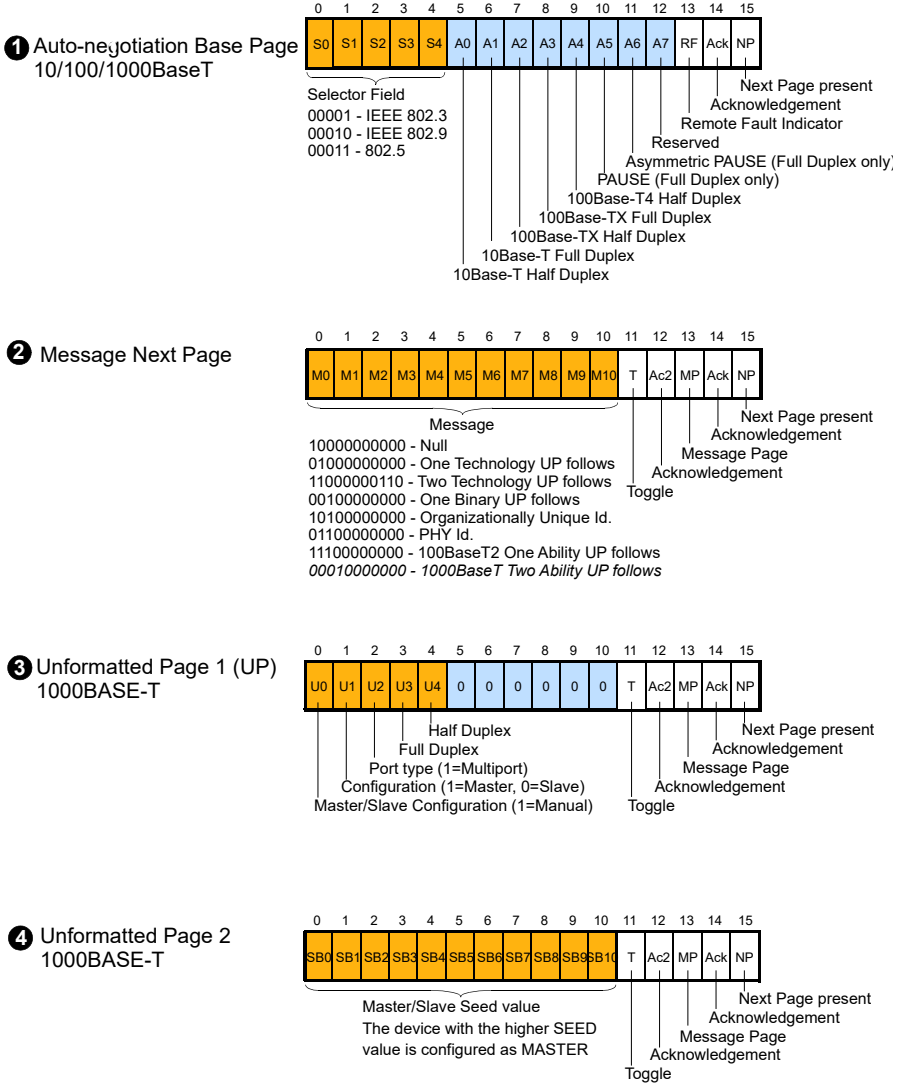 0 1 2 3 4 5 6 7 8 9 10 11 12 13 14 15
1 Auto-negotiation Base Page
10/100/1000BaseT
S0 S1 S2 S3 S4 A0 A1 A2 A3 A4 A5 A6 A7 RF Ack NP
Selector Field
00001 - IEEE 802.3
00010 - IEEE 802.9
00011 - 802.5
Next Page present
Acknowledgement
Remote Fault Indicator
Reserved
Asymmetric PAUSE (Full Duplex only)
PAUSE (Full Duplex only)
100Base-T4 Half Duplex
100Base-TX Full Duplex
100Base-TX Half Duplex
10Base-T Full Duplex
10Base-T Half Duplex
0 1 2 3 4 5 6 7 8 9 10 11 12 13 14 15
2 Message Next Page
M0 M1 M2 M3 M4 M5 M6 M7 M8 M9 M10 T Ac2 MP Ack NP
Message
10000000000 - Null
01000000000 - One Technology UP follows
11000000110 - Two Technology UP follows
00100000000 - One Binary UP follows
10100000000 - Organizationally Unique Id.
01100000000 - PHY Id.
11100000000 - 100BaseT2 One Ability UP follows
00010000000 - 1000BaseT Two Ability UP follows
Next Page present
Acknowledgement
Message Page
Acknowledgement
Toggle
0 1 2 3 4 5 6 7 8 9 10 11 12 13 14 15
3 Unformatted Page 1 (UP)
1000BASE-T
U0 U1 U2 U3 U4 0 0 0 0 0 0 T Ac2 MP Ack NP
Half Duplex
Full Duplex
Port type (1=Multiport)
Configuration (1=Master, 0=Slave)
Master/Slave Configuration (1=Manual)
Next Page present
Acknowledgement
Message Page
Acknowledgement
Toggle
0 1 2 3 4 5 6 7 8 9 10 11 12 13 14 15
4 Unformatted Page 2
1000BASE-T
SB0 SB1 SB2 SB3 SB4 SB5 SB6 SB7 SB8 SB9 SB10 T Ac2 MP Ack NP
Master/Slave Seed value
The device with the higher SEED
value is configured as MASTER
Next Page present
Acknowledgement
Message Page
Acknowledgement
Toggle